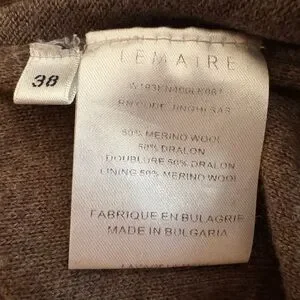 LEMAIRE
38
50% MERINO WOOL
50% DRALON
DOUBLURE 50% DRALON
LINING 50% MERINO WOOL
FABRIQUE EN BULAGRIE
MADE IN BULGARIA